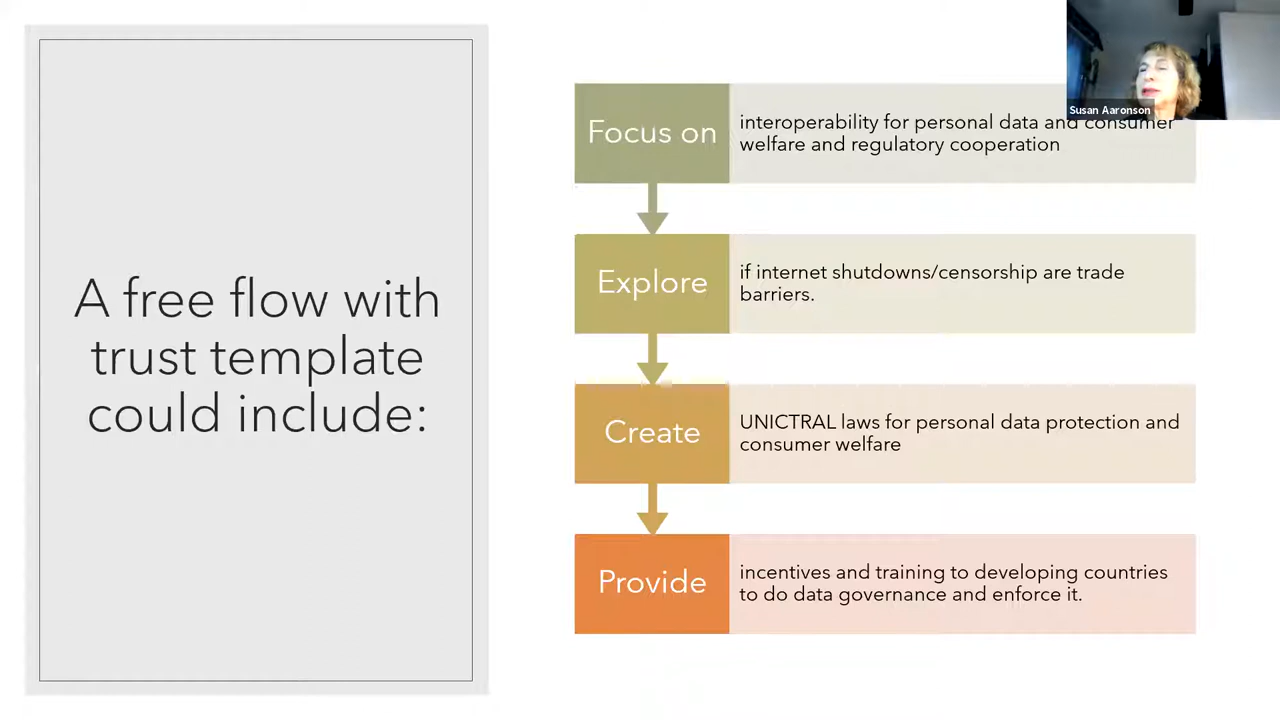 A free flow with
trust template
could include:
Focus on
interoperability for personal data and consumer
welfare and regulatory cooperation
Explore
if internet shutdowns/censorship are trade
barriers.
Create
UNICTRAL laws for personal data protection and
consumer welfare
Provide
incentives and training to developing countries
to do data governance and enforce it.
Susan Aaronson